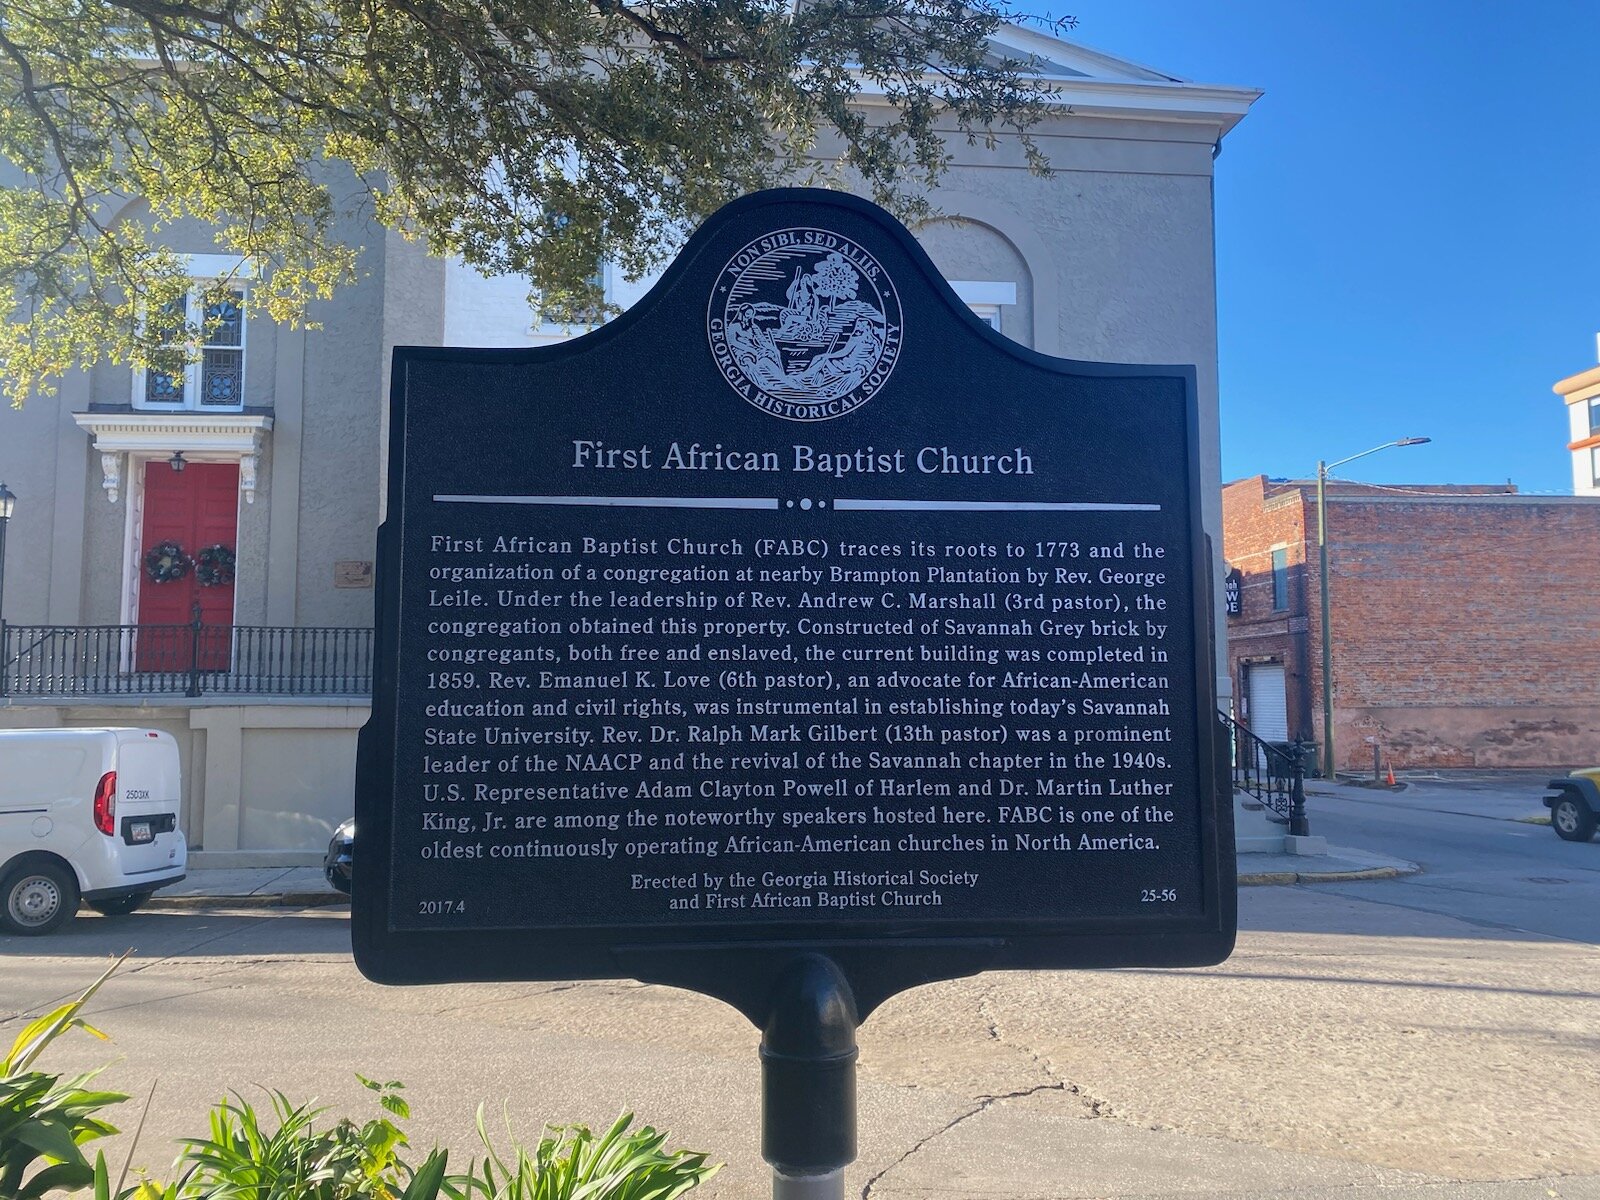 NON SIBI, SED ALIIS.
GEORGIA HISTORICAL SOCIETY
First African Baptist Church
First African Baptist Church (FABC) traces its roots to 1773 and the
organization of a congregation at nearby Brampton Plantation by Rev. George
Leile. Under the leadership of Rev. Andrew C. Marshall (3rd pastor), the
congregation obtained this property. Constructed of Savannah Grey brick by
congregants, both free and enslaved, the current building was completed in
1859. Rev. Emanuel K. Love (6th pastor), an advocate for African-American
education and civil rights, was instrumental in establishing today's Savannah
State University. Rev. Dr. Ralph Mark Gilbert (13th pastor) was a prominent
leader of the NAACP and the revival of the Savannah chapter in the 1940s.
U.S. Representative Adam Clayton Powell of Harlem and Dr. Martin Luther
King, Jr. are among the noteworthy speakers hosted here. FABC is one of the
oldest continuously operating African-American churches in North America.
Erected by the Georgia Historical Society
and First African Baptist Church
2017.4
25-56
25D3XK